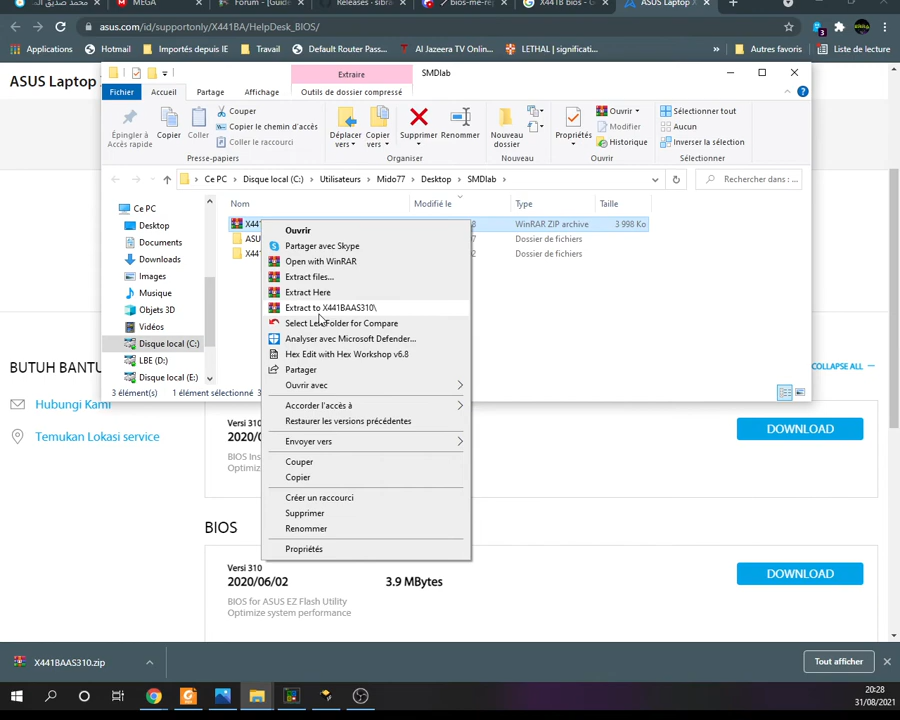 MEGA
Forum - [
Releases · sibra
bios-me-re
X441B bios - Go
ASUS Laptop X
asus.com/id/supportonly/X441BA/HelpDesk_BIOS/
3
Applications
Hotmail
Importés depuis IE
Travail
Default Router Pass...
Al Jazeera TV Online...
LETHAL | significati...
»
Autres favoris
Liste de lecture
ASUS Laptop
Extraire
SMDlab
Fichier
Accueil
Partage
Affichage
Outils de dossier compressé
Épingler à
Accès rapide
Copier
Coller
Couper
Copier le chemin d'accès
Coller le raccourci
Presse-papiers
Déplacer
vers
Copier
vers
Supprimer
Renommer
Organiser
Nouveau
dossier
Nouveau
Propriétés
Ouvrir
Modifier
Historique
Ouvrir
Sélectionner tout
Aucun
Inverser la sélection
Sélectionner
Ce PC
Disque local (C:)
Utilisateurs
Mido77
Desktop
SMDlab
Rechercher dans : ...
Nom
Modifié le
Type
Taille
X441
8
WinRAR ZIP archive
3 998 Ko
ASU
7
Dossier de fichiers
X441
2
Dossier de fichiers
Ce PC
Desktop
Documents
Downloads
Images
Musique
Objets 3D
Vidéos
Disque local (C:)
LBE (D:)
Disque local (E:)
3 élément(s)
1 élément sélectionné
3
Ouvrir
Partager avec Skype
Open with WinRAR
Extract files...
Extract Here
Extract to X441BAAS310\
Select Left Folder for Compare
Analyser avec Microsoft Defender...
Hex Edit with Hex Workshop v6.8
Partager
Ouvrir avec
Accorder l'accès à
Restaurer les versions précédentes
Envoyer vers
Couper
Copier
Créer un raccourci
Supprimer
Renommer
Propriétés
BUTUH BANTU
Hubungi Kami
Temukan Lokasi service
COLLAPSE ALL
Versi 310
2020/0
BIOS Ins
Optimiz
DOWNLOAD
BIOS
Versi 310
2020/06/02
3.9 MBytes
BIOS for ASUS EZ Flash Utility
Optimize system performance
DOWNLOAD
X441BAAS310.zip
Tout afficher
20:28
31/08/2021